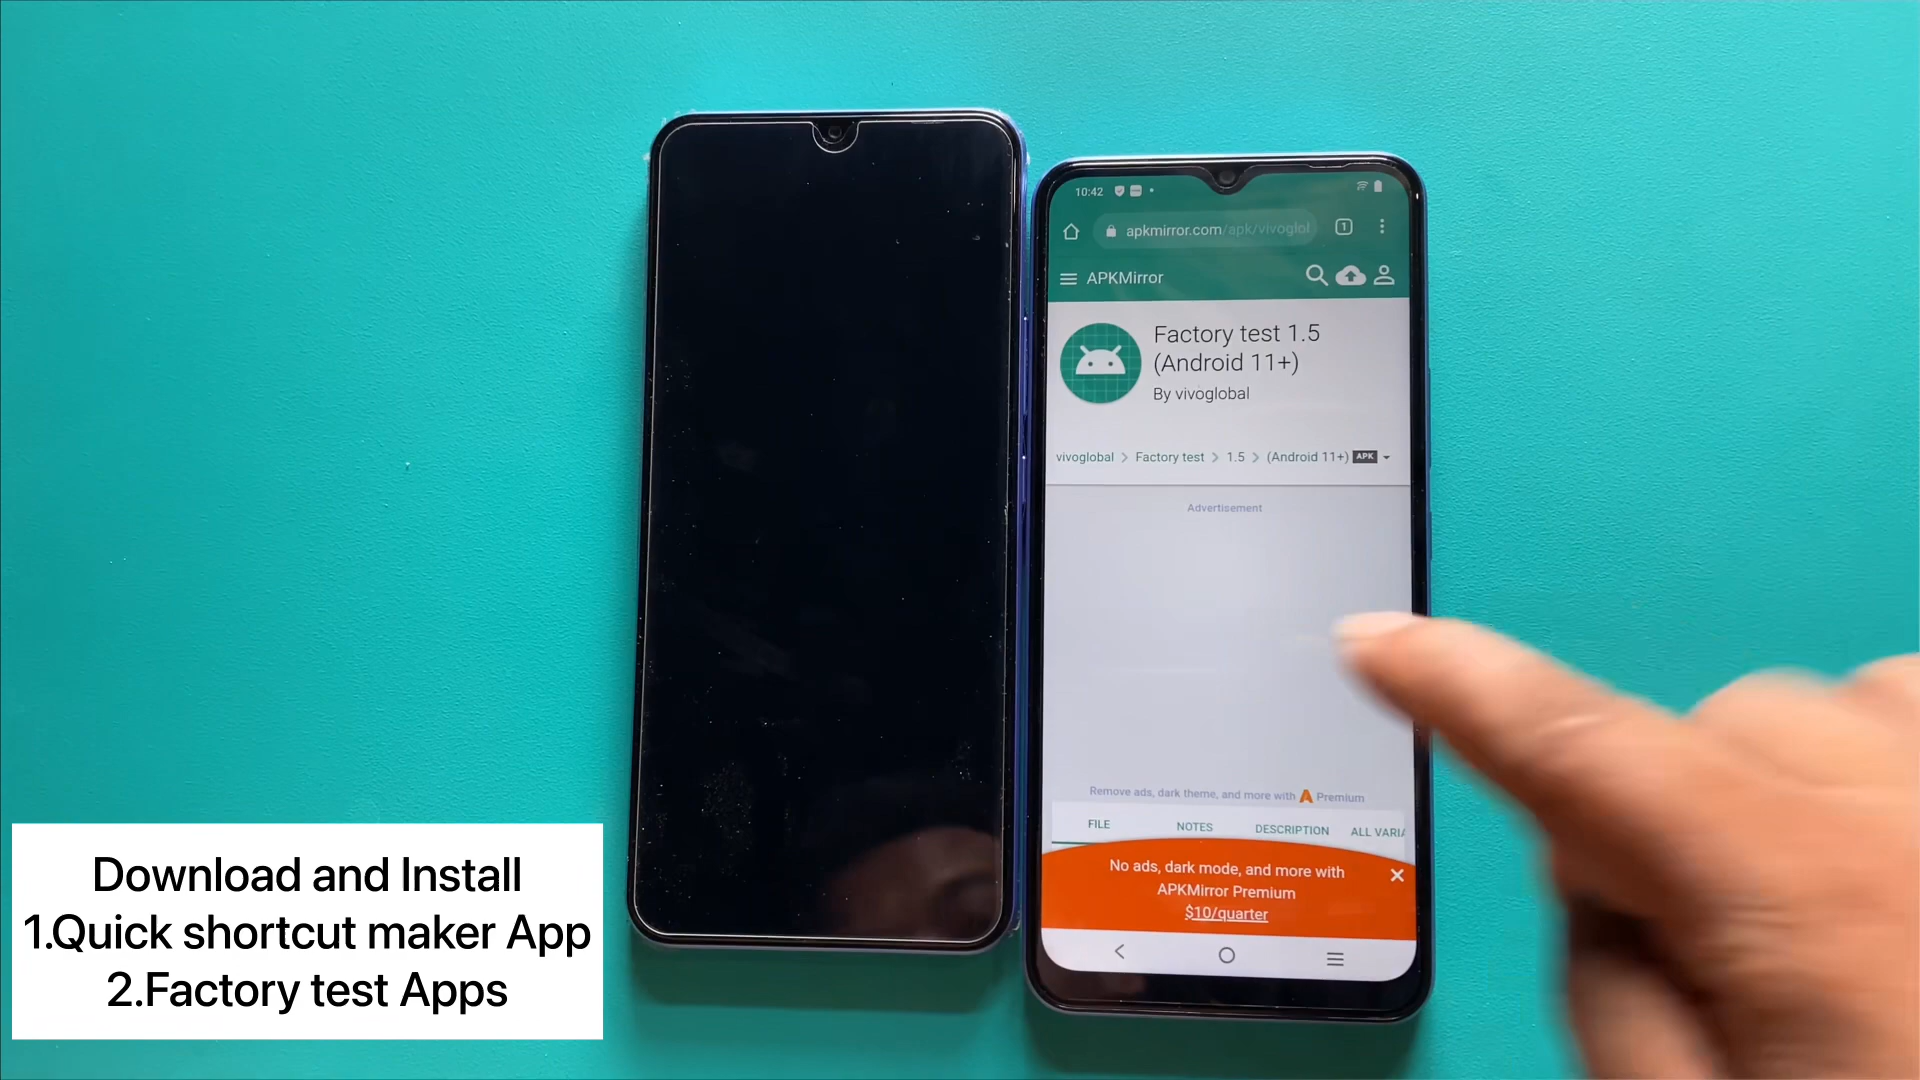 10:42
apkmirror.com/apk/vivoglol
1
APKMirror
Factory test 1.5
(Android 11+)
By vivoglobal
vivoglobal > Factory test > 1.5 > (Android 11+) APK
Advertisement
Remove ads, dark theme, and more with Premium
FILE NOTES DESCRIPTION ALL VARIA
No ads, dark mode, and more with
APKMirror Premium
$10/quarter
Download and Install
1.Quick shortcut maker App
2.Factory test Apps